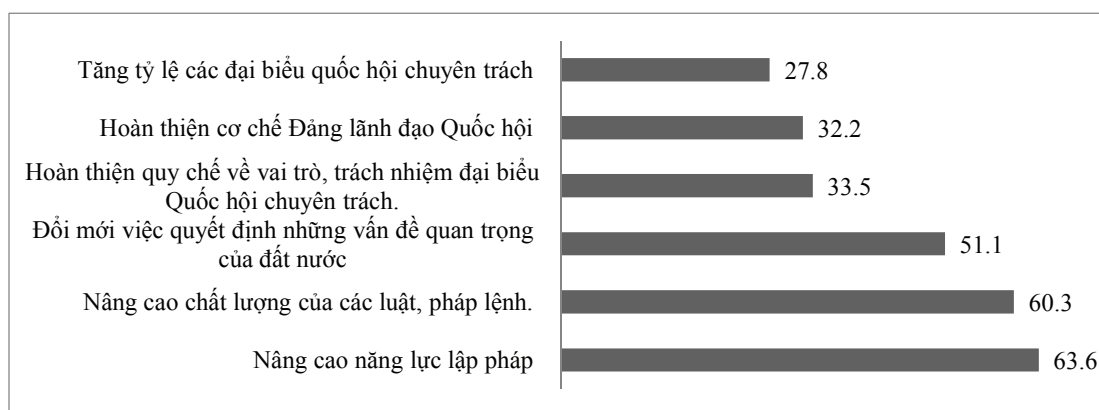 Tăng tỷ lệ các đại biểu quốc hội chuyên trách
27.8
Hoàn thiện cơ chế Đảng lãnh đạo Quốc hội
32.2
Hoàn thiện quy chế về vai trò, trách nhiệm đại biểu
Quốc hội chuyên trách.
33.5
Đổi mới việc quyết định những vấn đề quan trọng
của đất nước
51.1
Nâng cao chất lượng của các luật, pháp lệnh.
60.3
Nâng cao năng lực lập pháp
63.6